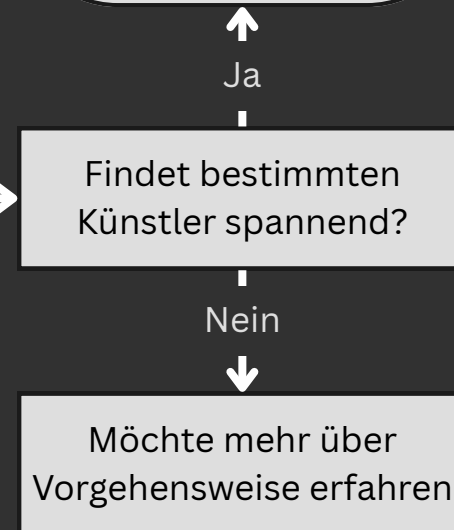 Ja
Findet bestimmten
Künstler spannend?
Nein
Möchte mehr über
Vorgehensweise erfahren